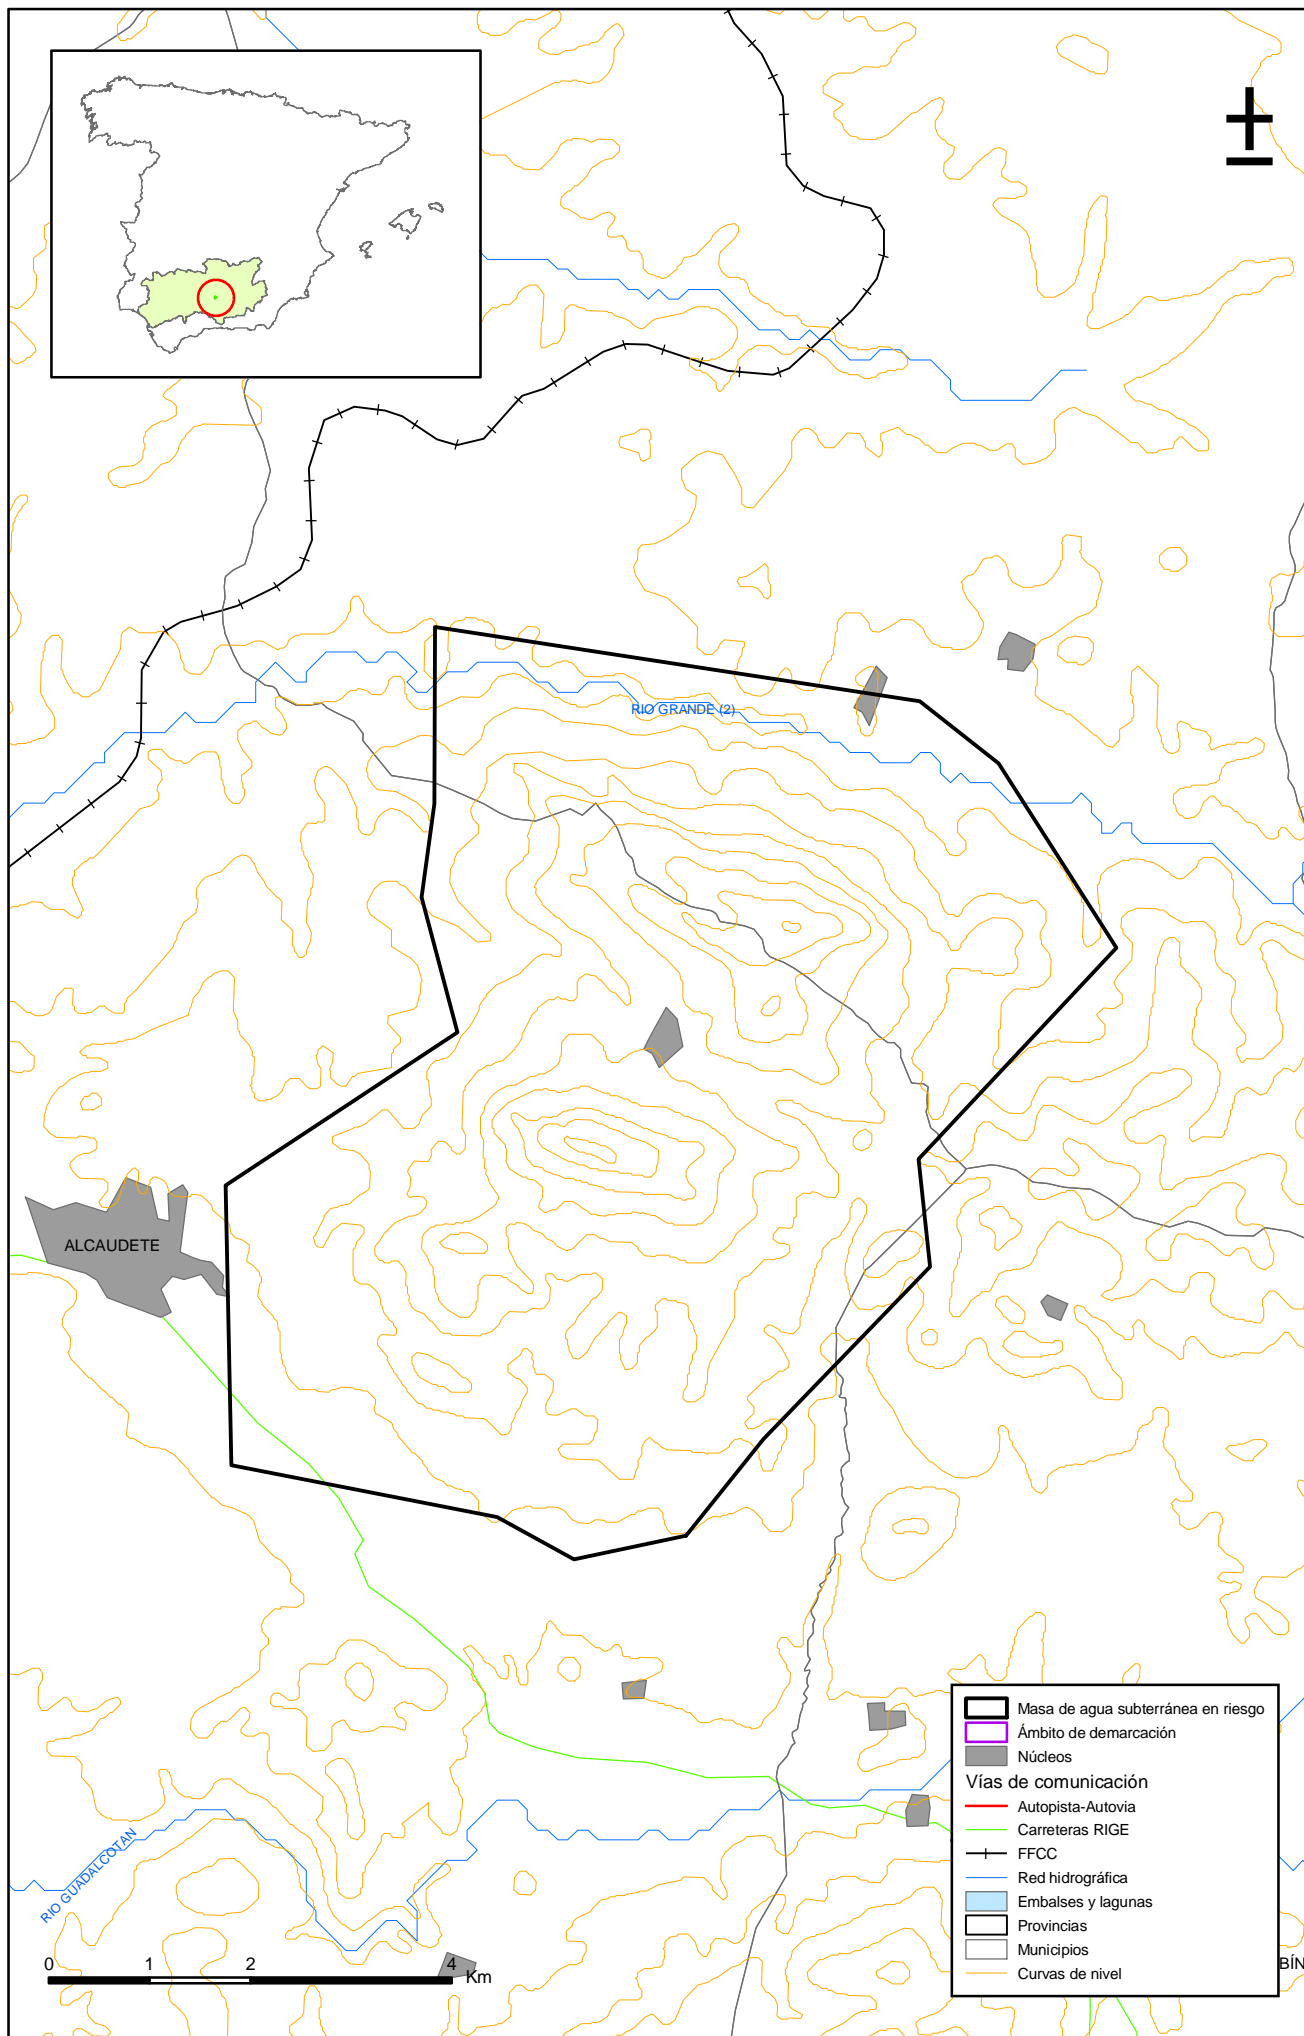 RIO GRANDE (2)
ALCAUDETE
RIO GUADALCOTAN
0 1 2 4
Km
Masa de agua subterránea en riesgo
Ámbito de demarcación
Núcleos
Vías de comunicación
Autopista-Autovia
Carreteras RIGE
FFCC
Red hidrográfica
Embalses y lagunas
Provincias
Municipios
Curvas de nivel
BÍN